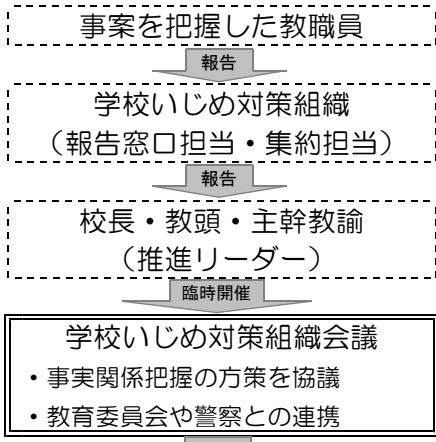 事案を把握した教職員
報告
学校いじめ対策組織
（報告窓口担当・集約担当）
報告
校長・教頭・主幹教諭
（推進リーダー）
臨時開催
学校いじめ対策組織会議
・事実関係把握の方策を協議
・教育委員会や警察との連携